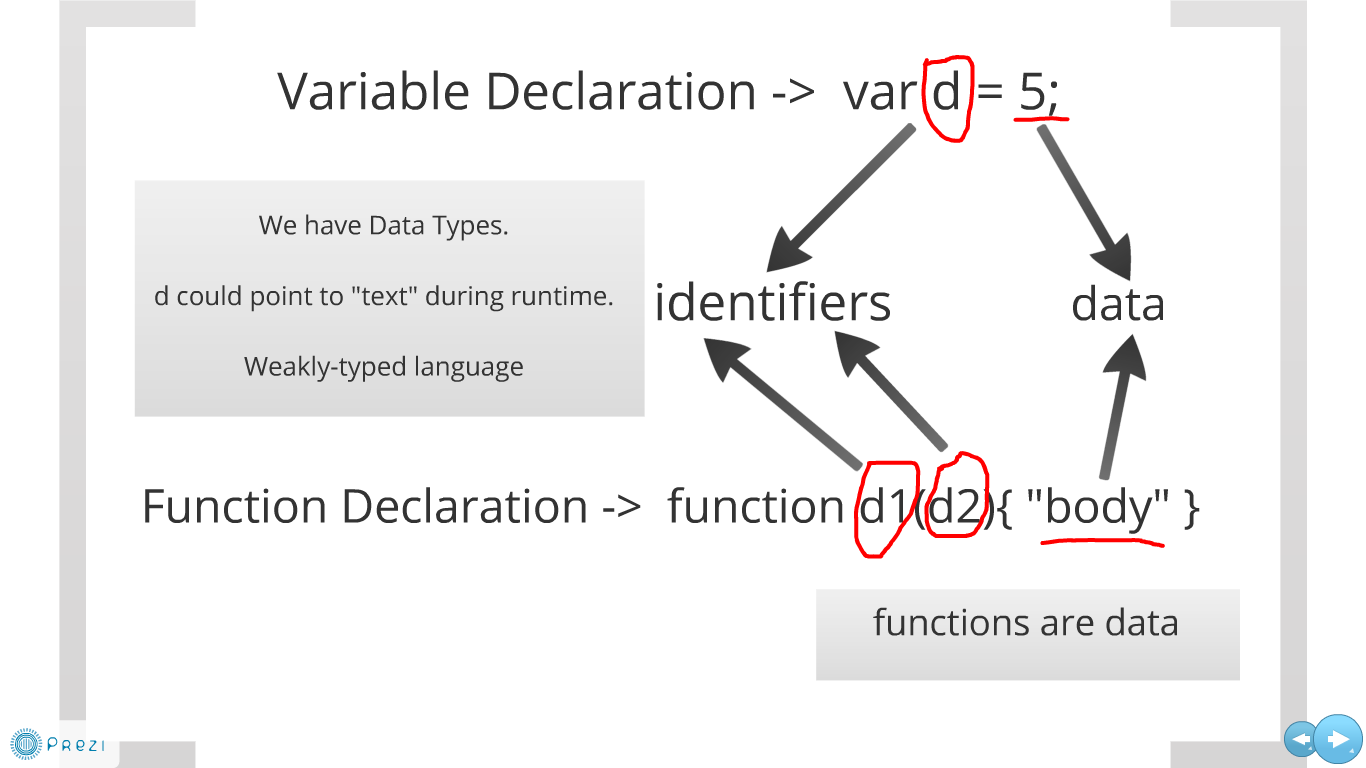 Variable Declaration -> var d = 5;
We have Data Types.
d could point to "text" during runtime.
Weakly-typed language
identifiers
data
Function Declaration -> function d1(d2){ "body" }
functions are data
Prezi